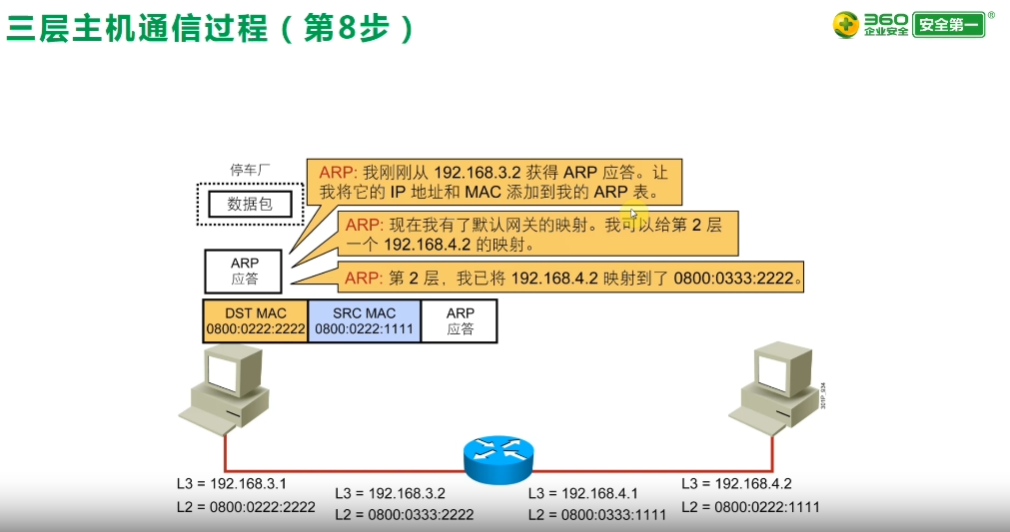 三层主机通信过程（第8步）
360
企业安全
安全第一
®
停车厂
数据包
ARP: 我刚刚从 192.168.3.2 获得 ARP 应答。让
我将它的 IP 地址和 MAC 添加到我的 ARP 表。
ARP: 现在我有了默认网关的映射。我可以给第 2 层
一个 192.168.4.2 的映射。
ARP
应答
ARP: 第 2 层，我已将 192.168.4.2 映射到了 0800:0333:2222。
DST MAC
0800:0222:2222
SRC MAC
0800:0222:1111
ARP
应答
L3 = 192.168.3.1
L2 = 0800:0222:2222
L3 = 192.168.3.2
L2 = 0800:0333:2222
L3 = 192.168.4.1
L2 = 0800:0333:1111
L3 = 192.168.4.2
L2 = 0800:0222:1111